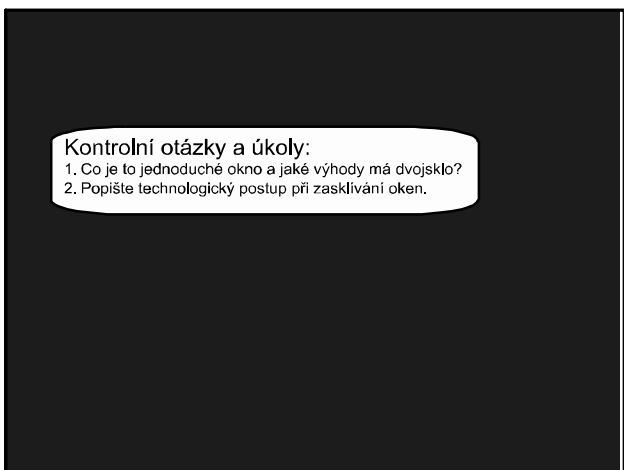 Kontrolní otázky a úkoly:
1. Co je to jednoduché okno a jaké výhody má dvojsklo?
2. Popište technologický postup při zasklívání oken.